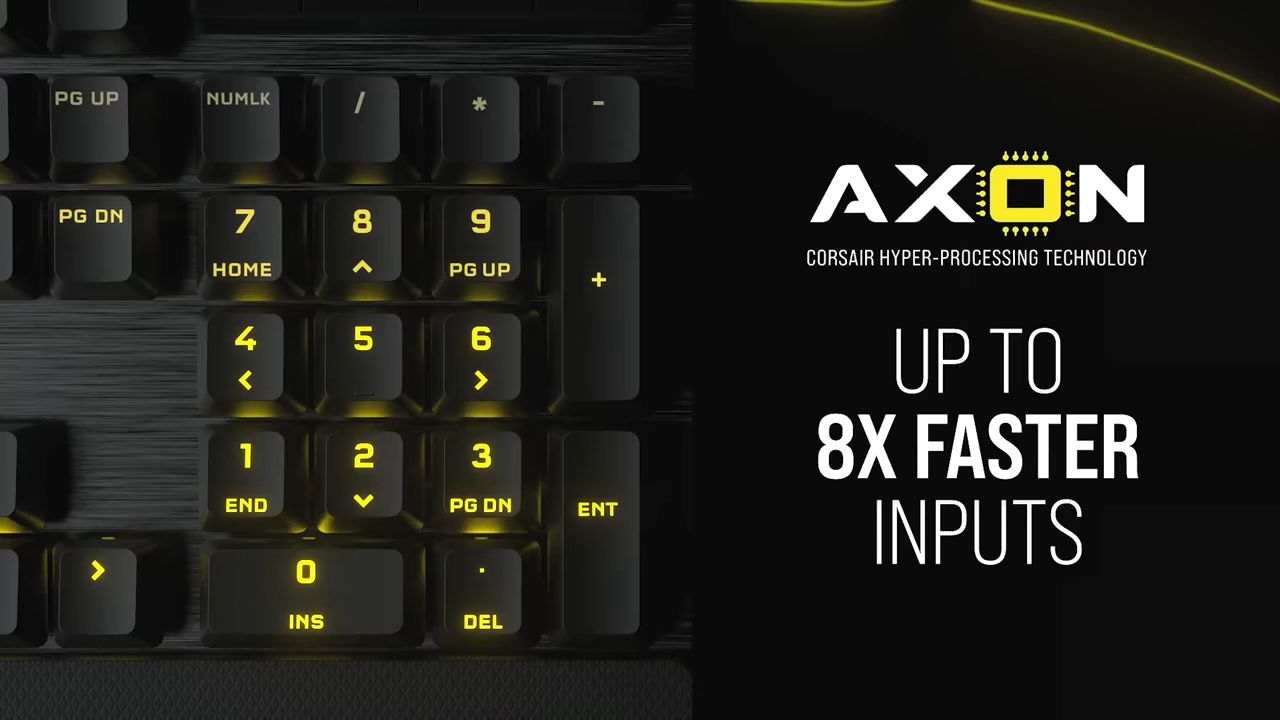 PG UP NUMLK / * -
PG DN 7 8 9 +
HOME ^ PG UP
4 5 6
< >
1 2 3
END PG DN ENT
> 0 .
INS DEL
AXON
CORSAIR HYPER-PROCESSING TECHNOLOGY
UP TO
8X FASTER
INPUTS